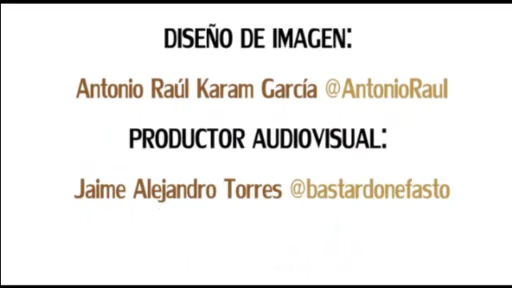 DISEÑO DE IMAGEN:
Antonio Raúl Karam García @AntonioRaul
PRODUCTOR AUDIOVISUAL:
Jaime Alejandro Torres @bastardonefasto